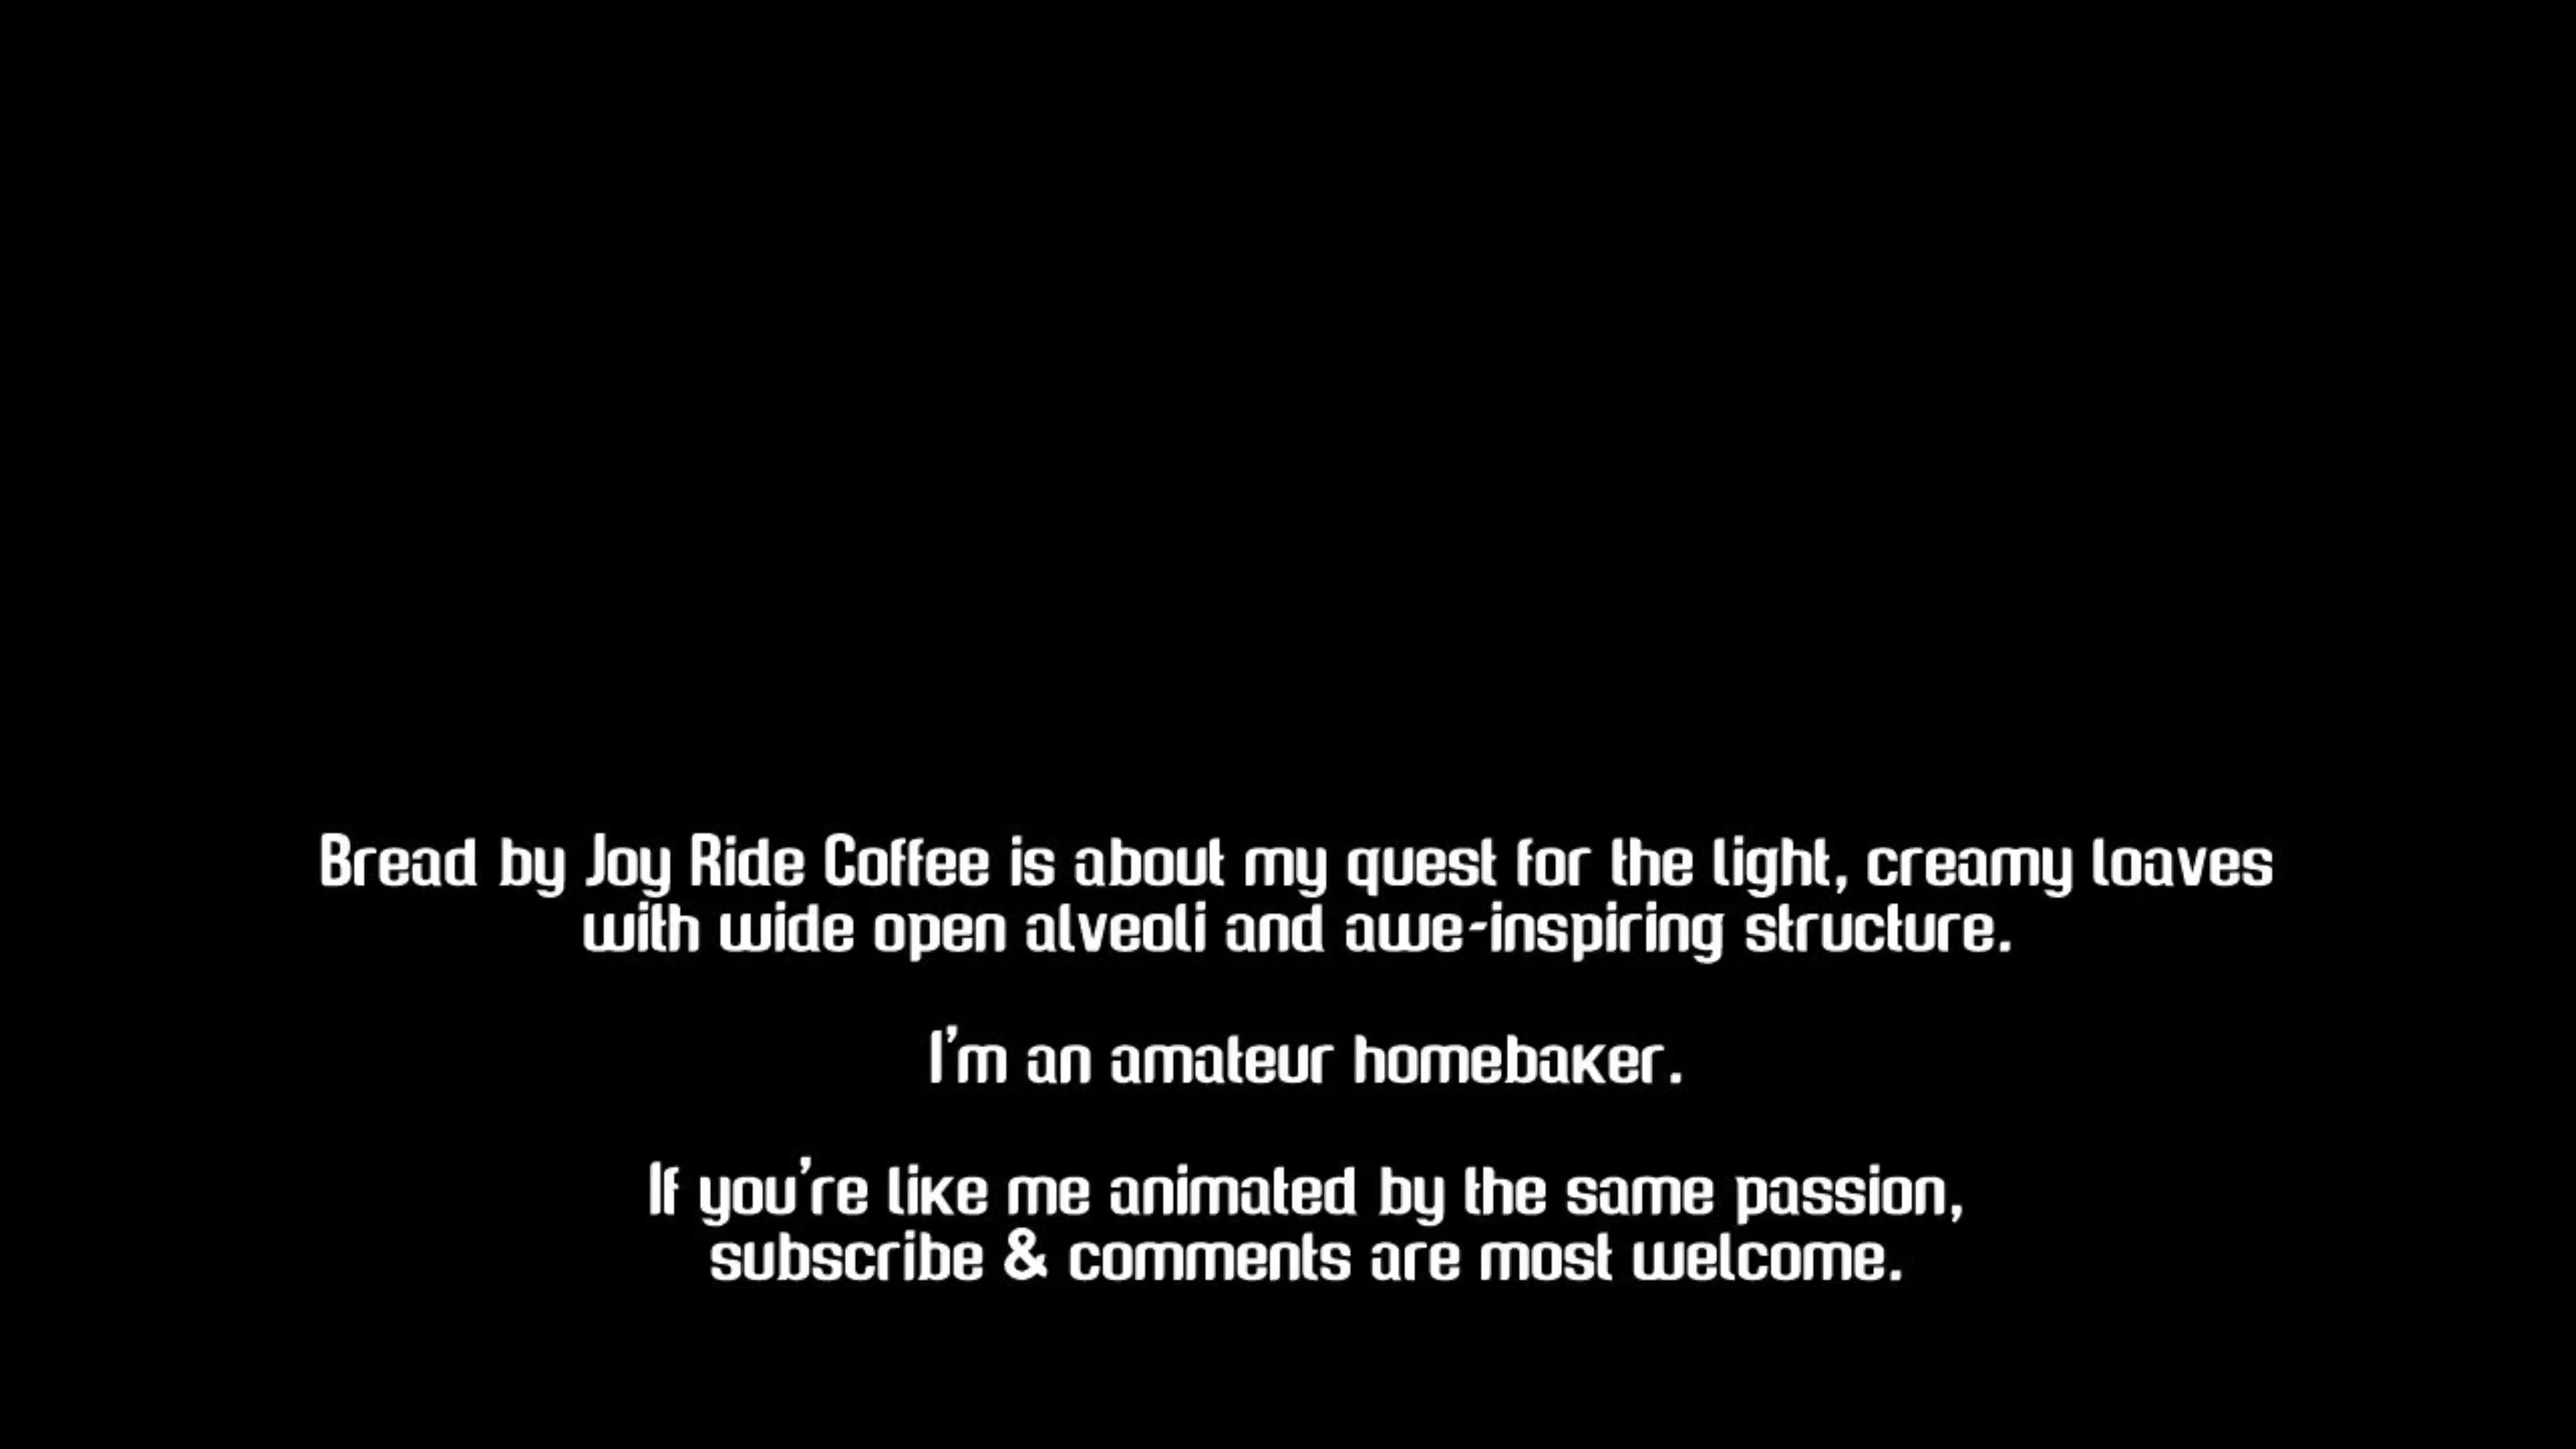 Bread by Joy Ride Coffee is about my quest for the light, creamy loaves
with wide open alveoli and awe-inspiring structure.
I'm an amateur homebaker.
If you're like me animated by the same passion,
subscribe & comments are most welcome.